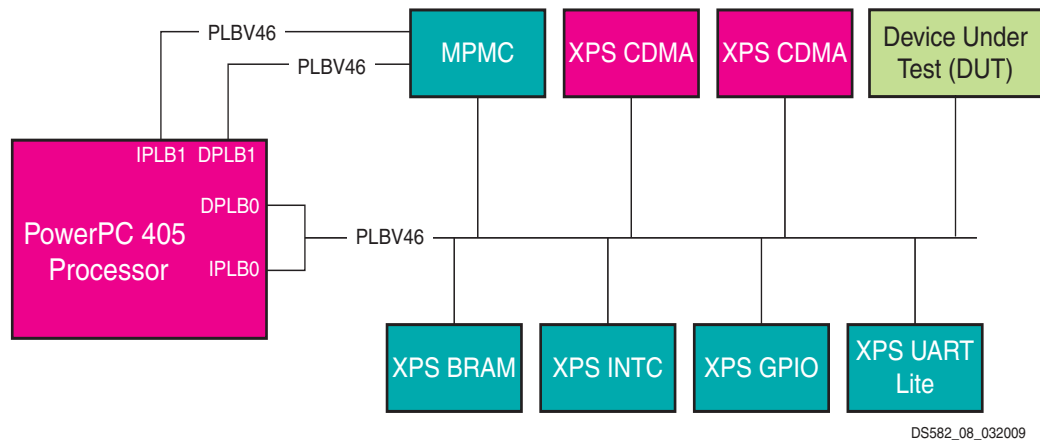 PLBV46
PLBV46
MPMC
XPS CDMA
XPS CDMA
Device Under
Test (DUT)
IPLB1 DPLB1
DPLB0
PowerPC 405
Processor
IPLB0
PLBV46
XPS BRAM
XPS INTC
XPS GPIO
XPS UART
Lite
DS582_08_032009